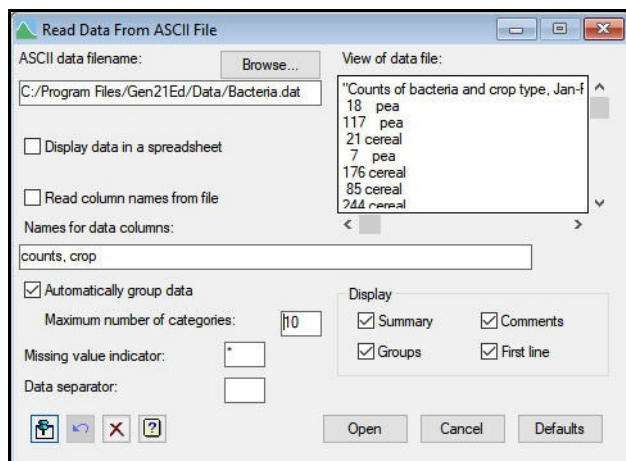 Read Data From ASCII File
ASCII data filename:
Browse...
C:/Program Files/Gen21Ed/Data/Bacteria.dat
Display data in a spreadsheet
Read column names from file
View of data file:
"Counts of bacteria and crop type, Jan-F
18 pea
117 pea
21 cereal
7 pea
176 cereal
85 cereal
244 cereal
Names for data columns:
counts, crop
Automatically group data
Maximum number of categories: 10
Missing value indicator: *
Data separator:
Display
Summary Comments
Groups First line
? Open Cancel Defaults